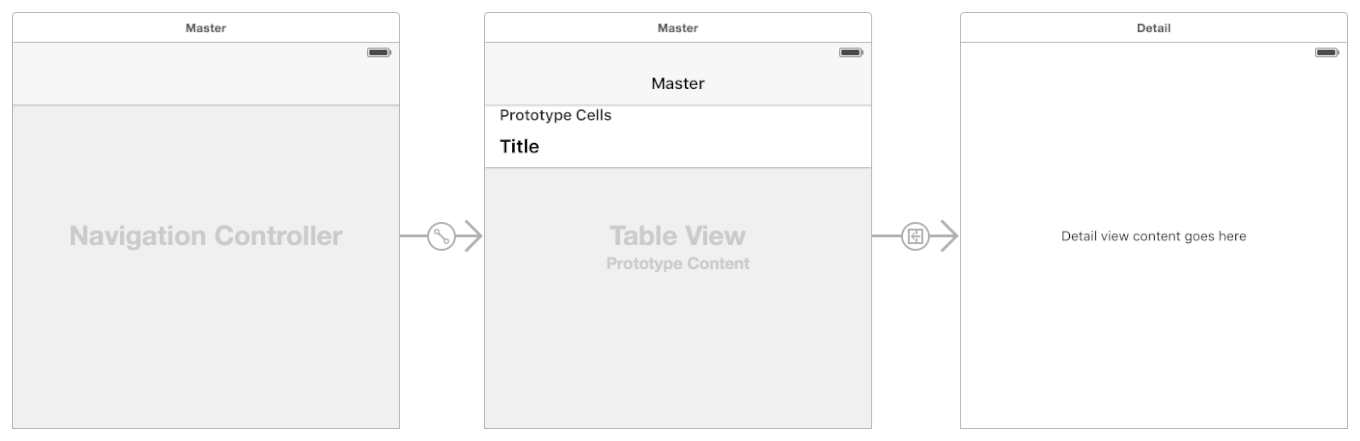 Master
Navigation Controller
Master
Master
Prototype Cells
Title
Table View
Prototype Content
Detail
Detail view content goes here